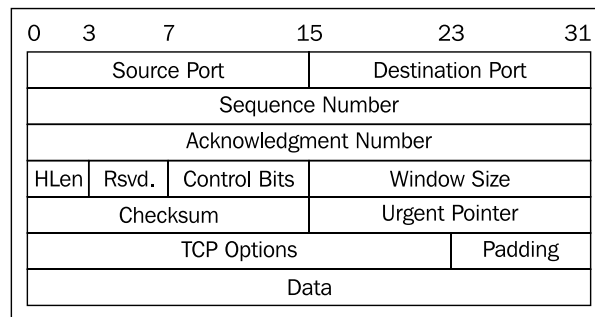 0 3 7 15 23 31
Source Port Destination Port
Sequence Number
Acknowledgment Number
HLen Rsvd. Control Bits Window Size
Checksum Urgent Pointer
TCP Options Padding
Data